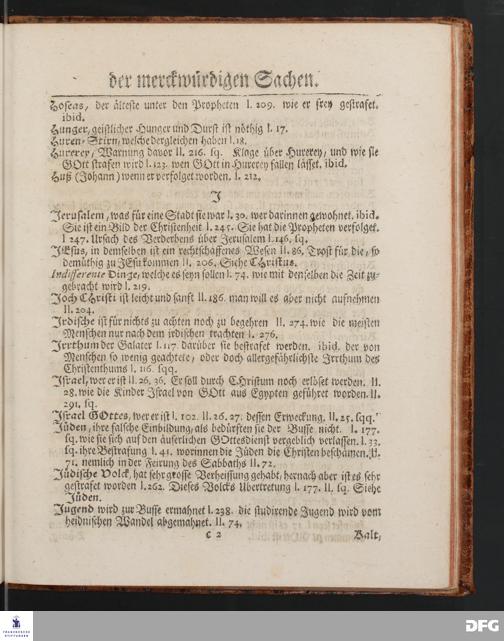 der merckwürdigen Sachen.
Hoseas, der älteste unter den Propheten I. 209. wie er frey gestrafet.
ibid.
Hunger, geistlicher Hunger und Durst ist nöthig I. 17.
Huren-Stirn, welche dergleichen haben I. 18.
Hurerey, Warnung davor II. 216. sq. Klage über Hurerey, und wie sie
GOtt strafen wird I. 123. wen GOtt in Hurerey fallen lässet. ibid.
Huß (Johann) wenn er verfolget worden. I. 212.
J
Jerusalem, was für eine Stadt sie war I. 30. wer darinnen gewohnet. ibid.
Sie ist ein Bild der Christenheit I. 245. Sie hat die Propheten verfolget.
I. 247. Ursach des Verderbens über Jerusalem I. 146. sq.
JEsus, in demselben ist ein rechtschaffenes Wesen II. 86. Trost für die, so
demüthig zu JEsu kommen II. 206. Siehe CHristus.
Indifferente Dinge, welche es seyn sollen I. 74. wie mit denselben die Zeit zu-
gebracht wird I. 219.
Joch Christi ist leicht und sanft II. 186. man will es aber nicht aufnehmen
II. 204.
Irdische ist für nichts zu achten noch zu begehren II. 274. wie die meisten
Menschen nur nach dem irdischen trachten I. 276.
Irrthum der Galater I. 117. darüber sie bestrafet werden. ibid. der von
Menschen so wenig geachtete, oder doch allergefährlichste Irrthum des
Christenthums I. 116. sqq.
Israel, wer er ist II. 26. 36. Er soll durch CHristum noch erlöset werden. II.
28. wie die Kinder Israel von GOtt aus Egypten geführet worden. II.
291. sq.
Israel GOttes, wer er ist I. 102. II. 26. 27. dessen Erweckung, II. 25. sqq.
Jüden, ihre falsche Einbildung, als bedürften sie der Busse nicht. I. 177.
sq. wie sie sich auf den äuserlichen GOttesdienst vergeblich verlassen. I. 33.
sq. ihre Bestrafung I. 41. worinnen die Jüden die Christen beschämen. II.
71. nemlich in der Feirung des Sabbaths II. 72.
Jüdische Volck, hat sehr grosse Verheissung gehabt, hernach aber ist es sehr
gestrafet worden I. 262. Dieses Volcks Ubertretung I. 177. II. sq. Siehe
Jüden.
Jugend wird zur Busse ermahnet I. 238. die studirende Jugend wird vom
heidnischen Wandel abgemahnet. II. 74.
c 2 Kalt,
FRANCKESCHE
STIFTUNGEN
DFG